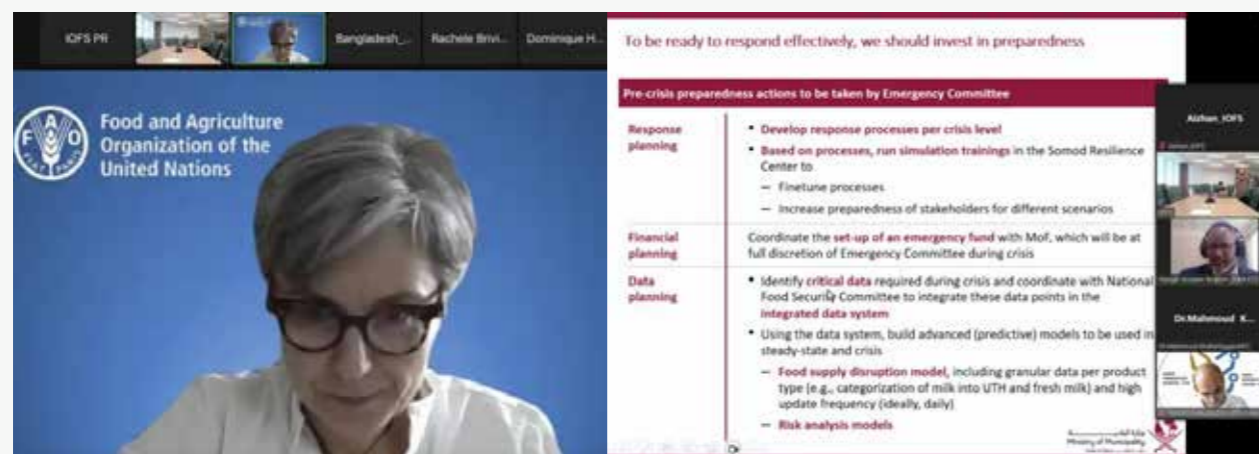 IOFS PR
Bangladesh_...
Rachele Brivi...
Dominique H...
FAO
FIAT PANIS
Food and Agriculture
Organization of the
United Nations
To be ready to respond effectively, we should invest in preparedness
Pre-crisis preparedness actions to be taken by Emergency Committee
Response
planning
• Develop response processes per crisis level
• Based on processes, run simulation trainings in the Somod Resilience
Center to
– Finetune processes
– Increase preparedness of stakeholders for different scenarios
Financial
planning
Coordinate the set-up of an emergency fund with MoF, which will be at
full discretion of Emergency Committee during crisis
Data
planning
• Identify critical data required during crisis and coordinate with National
Food Security Committee to integrate these data points in the
integrated data system
• Using the data system, build advanced (predictive) models to be used in
steady-state and crisis
– Food supply disruption model, including granular data per product
type (e.g., categorization of milk into UTH and fresh milk) and high
update frequency (ideally, daily)
– Risk analysis models
Ministry of Municipality
Aizhan_IOFS
Dr.Mahmoud K...